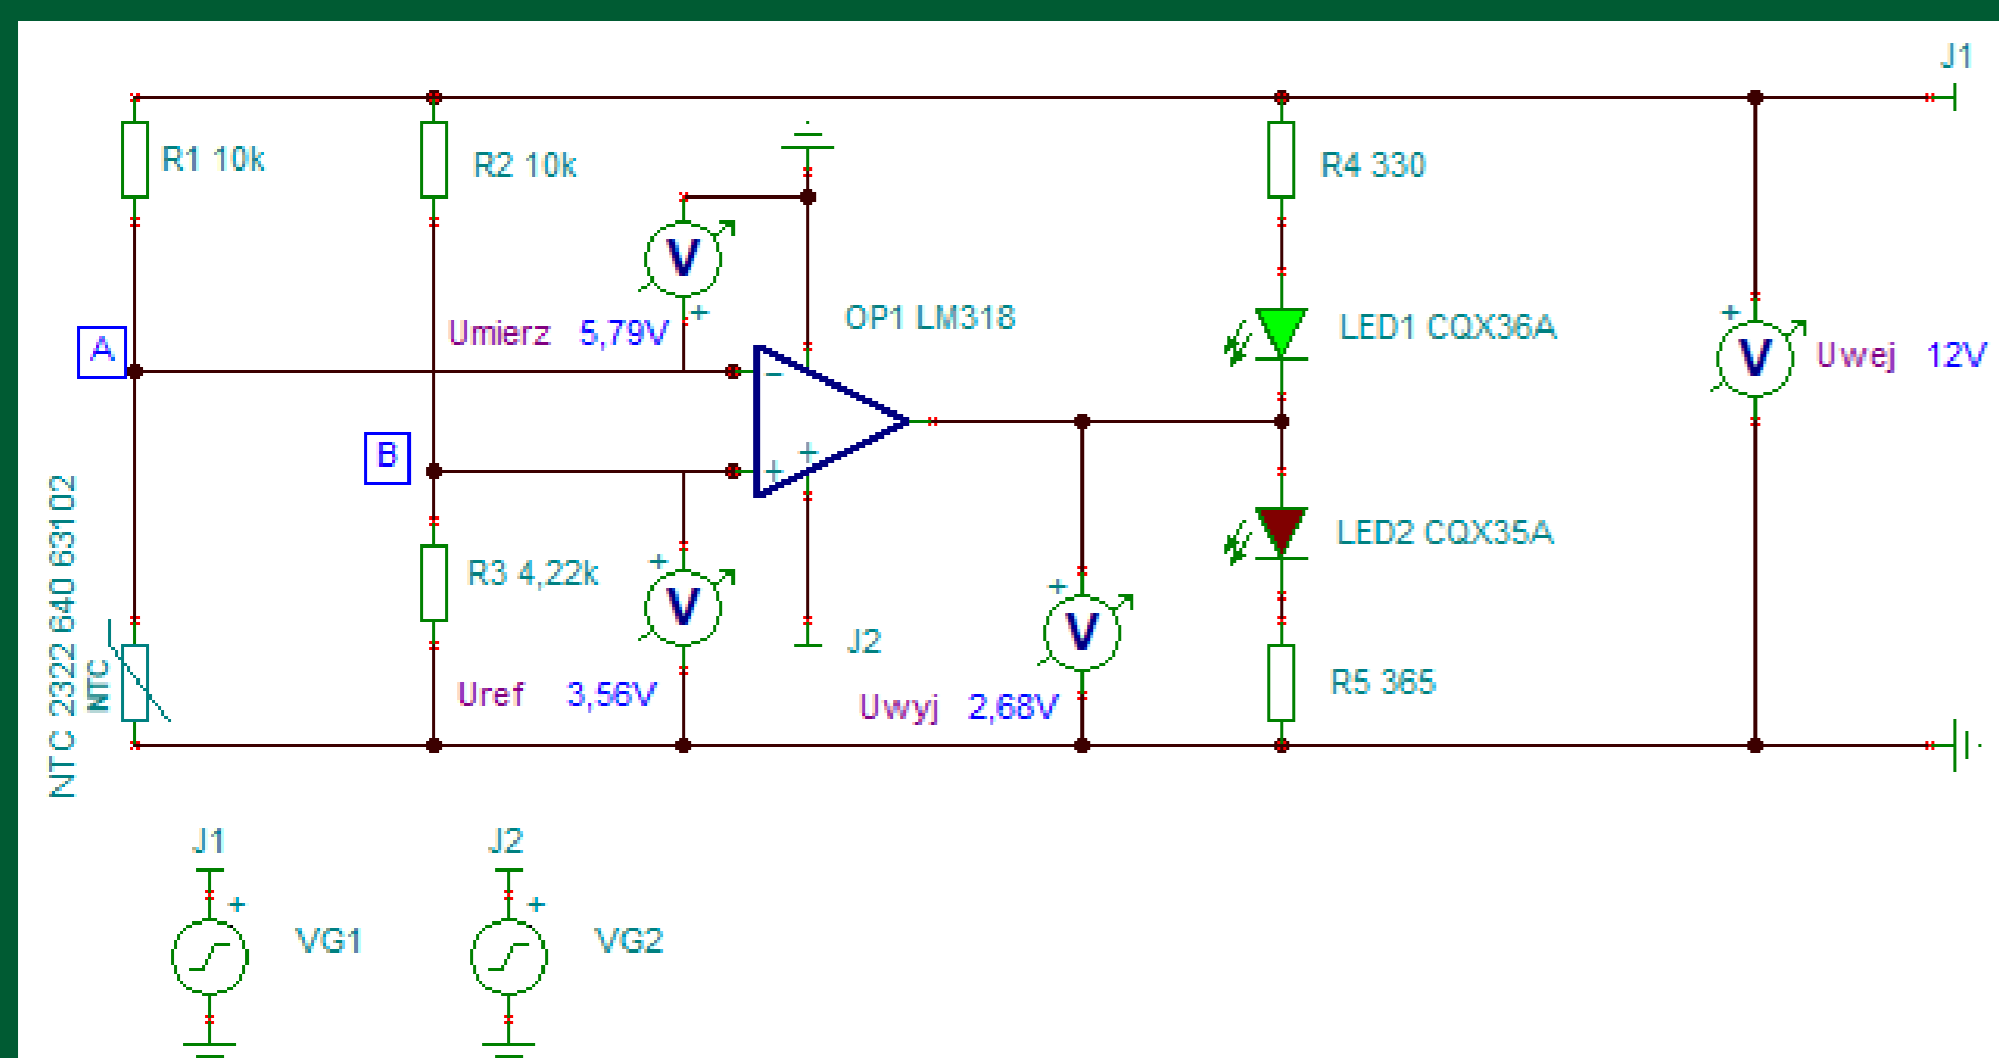 J1
R1 10k
R2 10k
R4 330
V
+
OP1 LM318
Umierz 5,79V
A
-
LED1 CQX36A
+
V
Uwej 12V
B
+
+
NTC 2322 640 63102
NTC
LED2 CQX35A
R3 4,22k
+
V
+
V
J2
Uref 3,56V
Uwyj 2,68V
R5 365
J1
J2
+
VG1
+
VG2